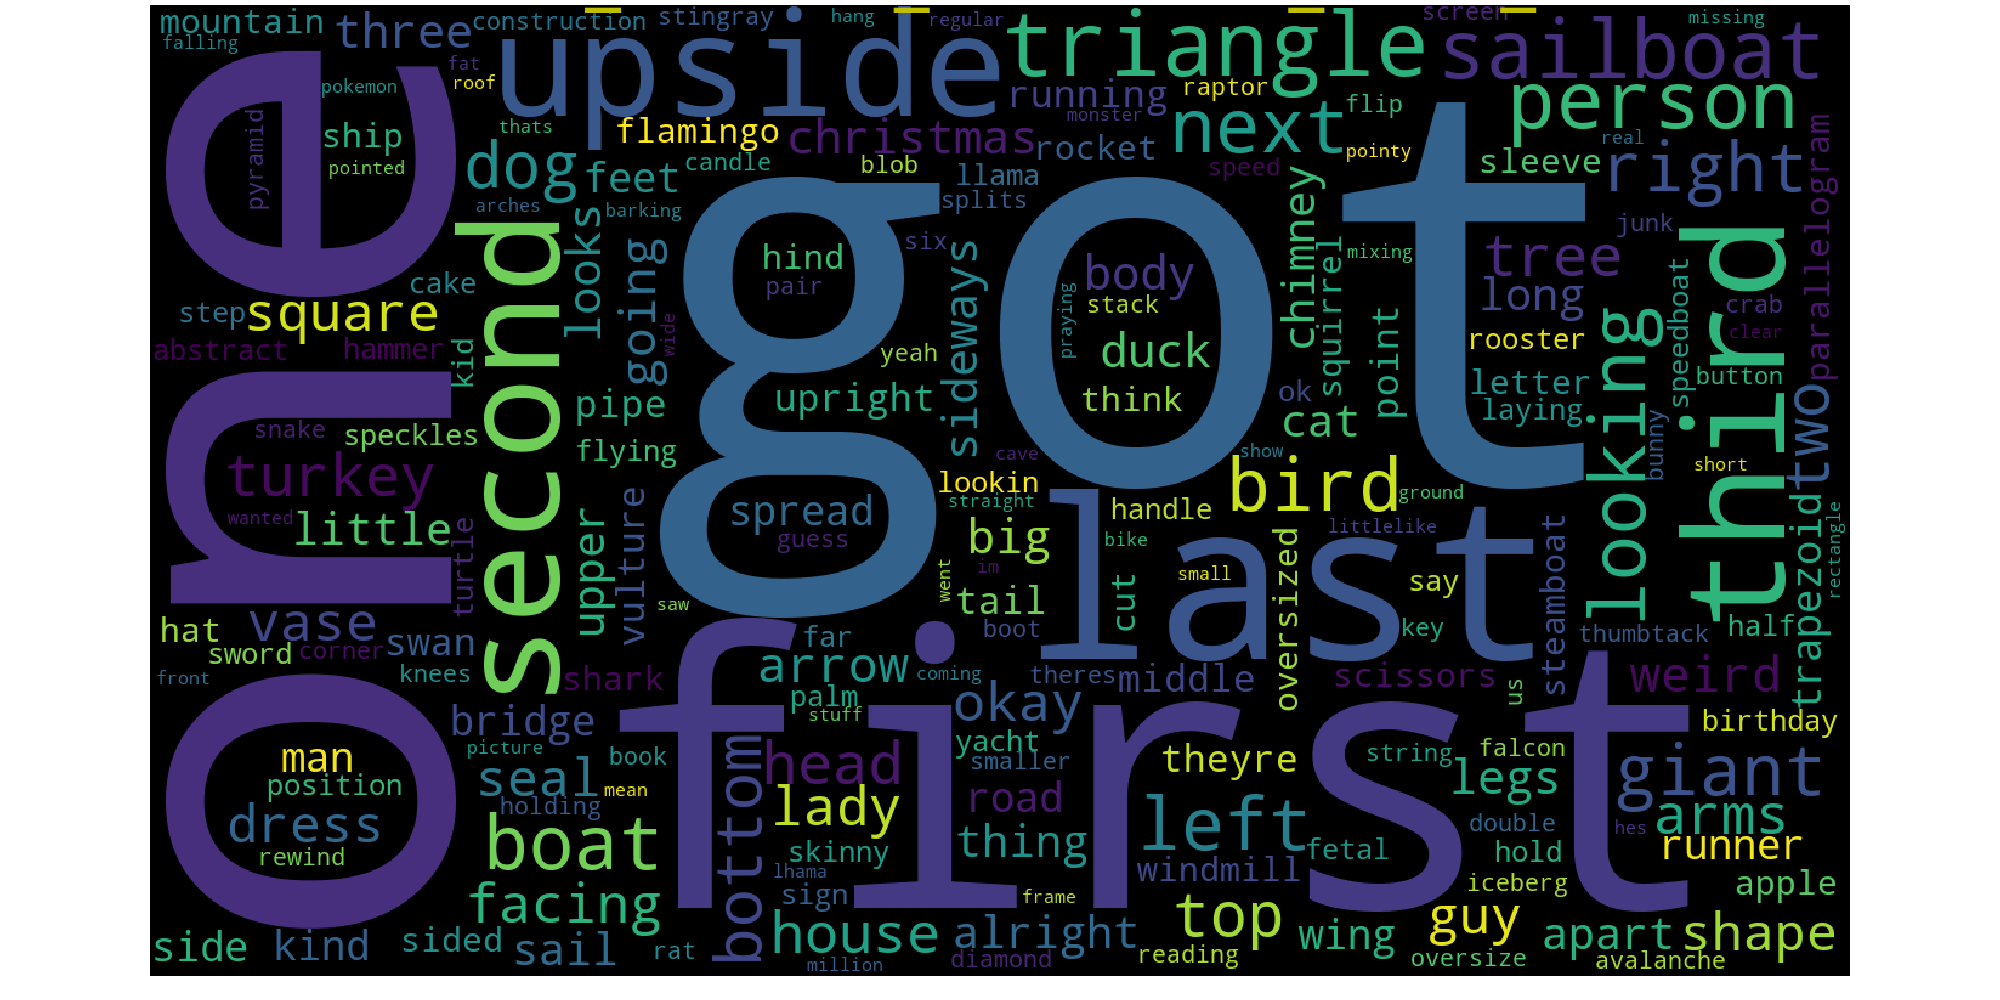 mountain
construction
stingray
hang
regular
screen
missing
falling
three
upside
triangle
sailboat
fat
pokemon
roof
running
raptor
flip
person
one
pyramid
ship
thats
flamingo
christmas
monster
rocket
next
pointy
real
parallelogram
pointed
dog
feet
candle
blob
llama
speed
sleeve
right
arches
barking
splits
chimney
second
looks
going
got
hind
pair
six
sideways
body
stack
praying
squirrel
mixing
tree
junk
third
cake
step
square
long
speedboat
crab
abstract
hammer
kid
wide
yeah
duck
point
rooster
looking
clear
pipe
upright
think
ok
letter
button
two
snake
speckles
flying
cat
laying
bunny
turkey
cave
show
short
wanted
little
turtle
upper
vulture
spread
guess
lookin
straight
big
last
handle
bird
ground
bike
littlelike
oversized
steamboat
trapezoid
rectangle
im
went
tail
cut
small
say
hat
vase
swan
saw
far
boot
key
thumbtack
half
sword
corner
knees
shark
first
arrow
coming
theres
middle
scissors
us
weird
front
palm
stuff
okay
bridge
picture
book
bottom
yacht
smaller
theyre
string
falcon
birthday
man
position
seal
mean
head
road
legs
giant
dress
holding
lady
left
double
arms
hes
rewind
boat
skinny
thing
fetal
hold
runner
lhama
windmill
iceberg
apple
facing
sign
frame
top
guy
side
kind
sided
sail
rat
house
alright
wing
apart
shape
million
diamond
reading
oversize
avalanche